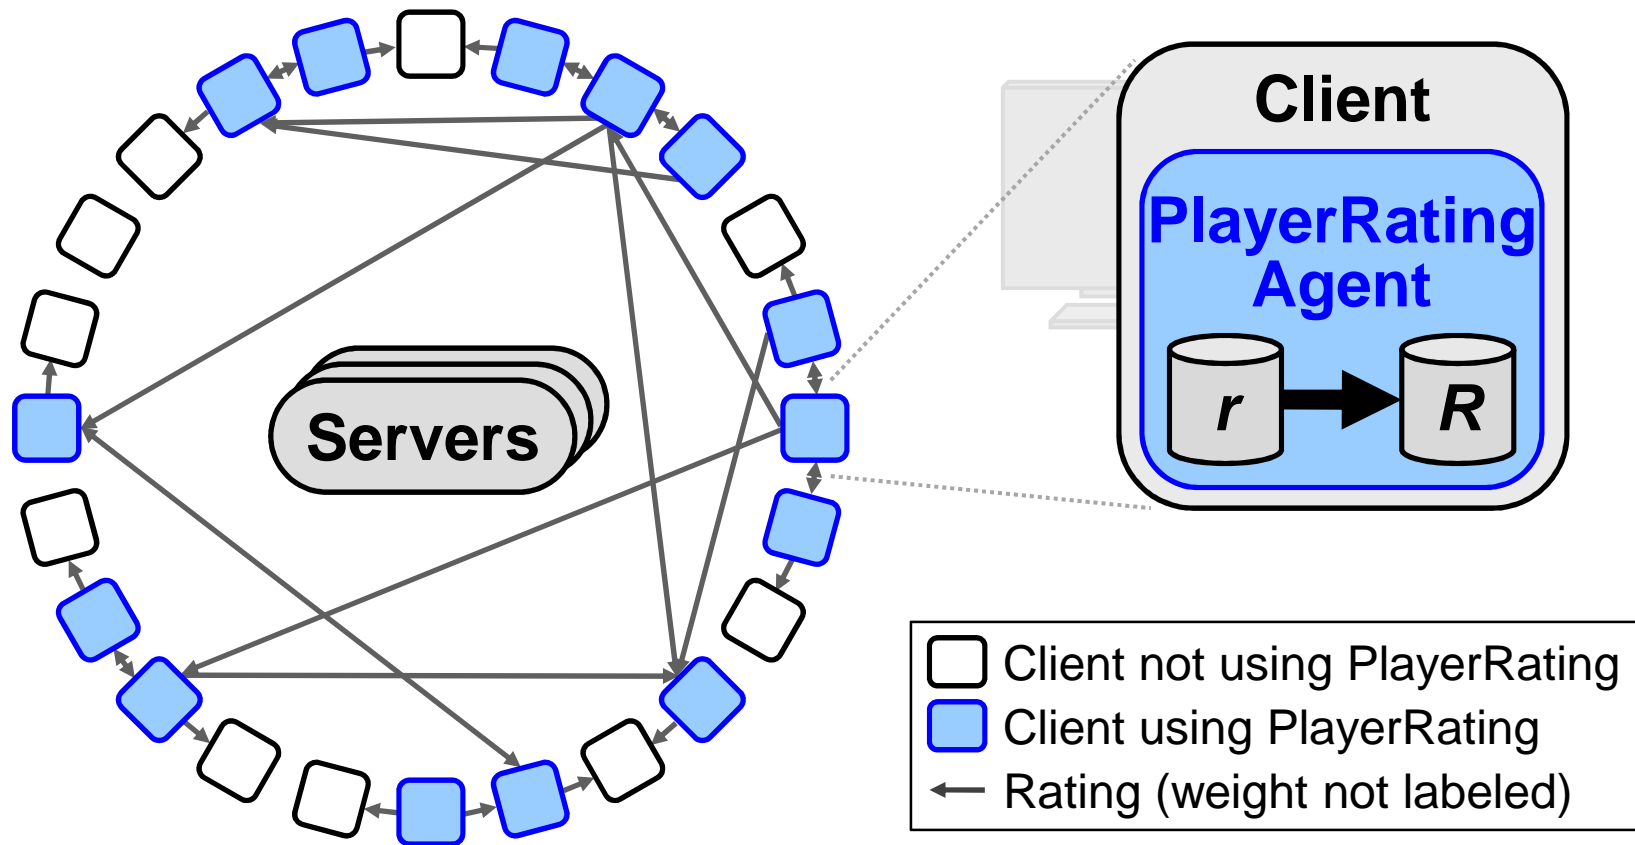 Client
PlayerRating
Agent
r
R
Servers
Client not using PlayerRating
Client using PlayerRating
Rating (weight not labeled)